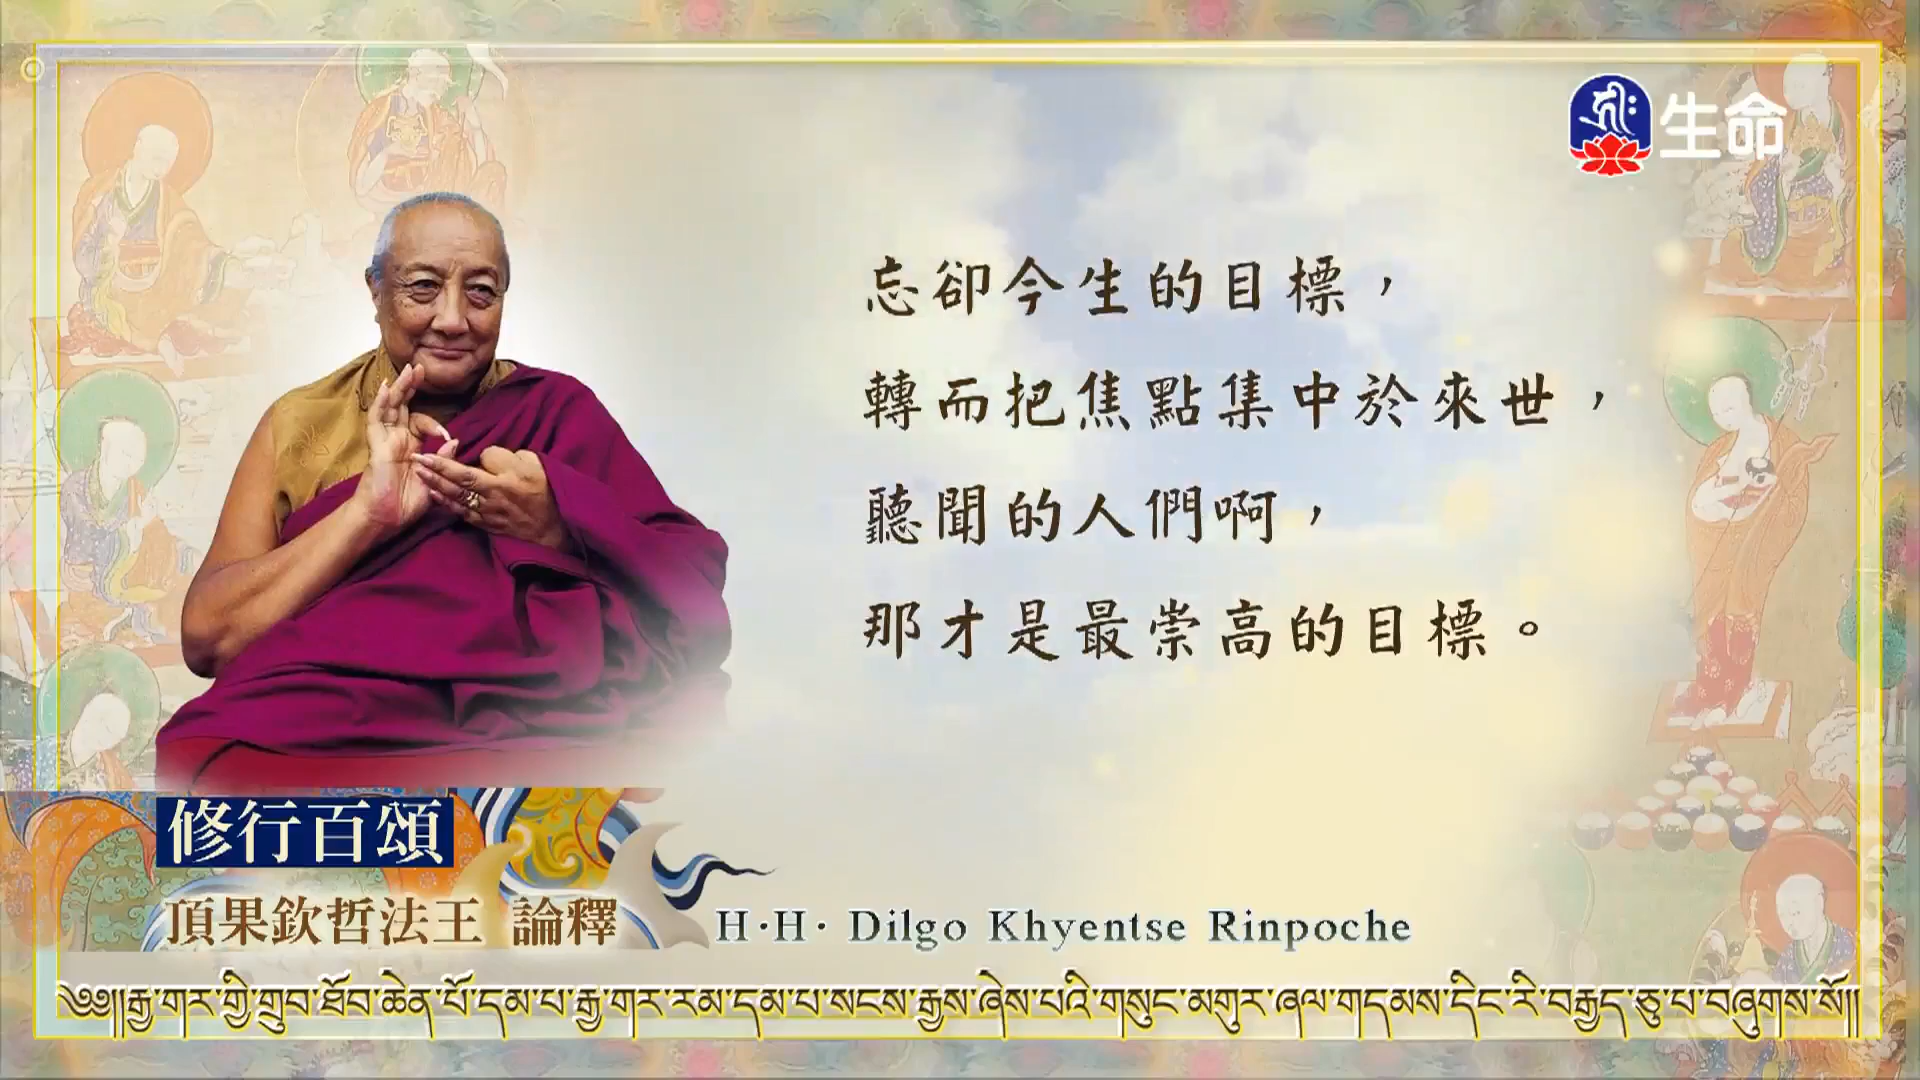 生命
忘卻今生的目標，
轉而把焦點集中於來世，
聽聞的人們啊，
那才是最崇高的目標。
修行百頌
頂果欽哲法王 論釋
H·H· Dilgo Khyentse Rinpoche
༄༅།།རྒྱ་གར་གྱི་གྲུབ་ཐོབ་ཆེན་པོ་དམ་པ་རྒྱ་གར་རམ་དམ་པ་སངས་རྒྱས་ཞེས་པའི་གསུང་མགུར་ཞལ་གདམས་དིང་རི་བརྒྱད་ཅུ་པ་བཞུགས་སོ།།